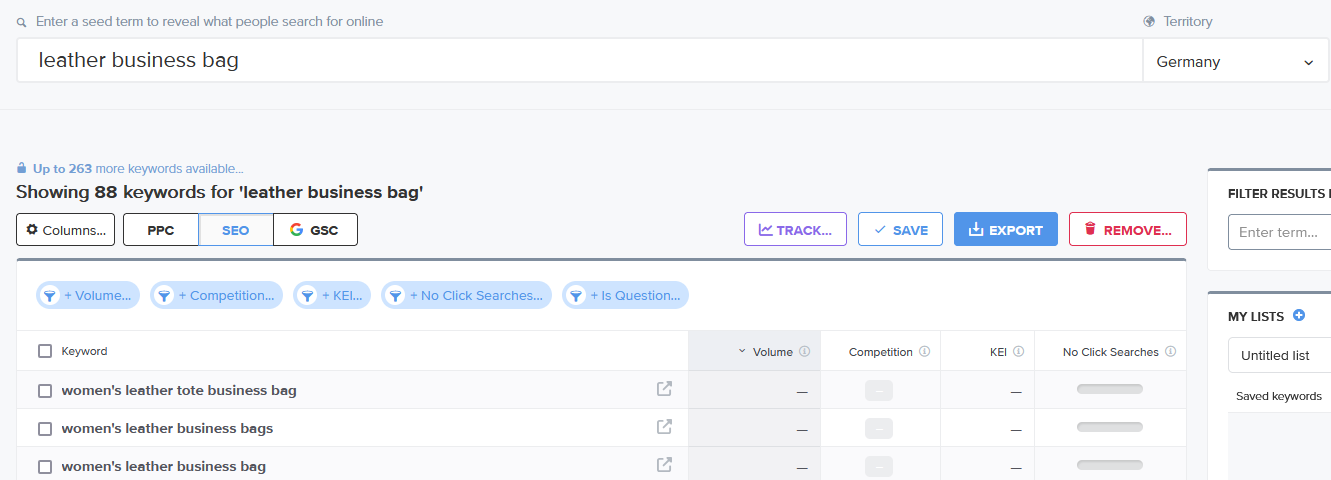 Enter a seed term to reveal what people search for online
Territory
leather business bag
Germany
Up to 263 more keywords available...
Showing 88 keywords for 'leather business bag'
Columns...
PPC
SEO
GSC
TRACK...
SAVE
EXPORT
REMOVE...
FILTER RESULTS
Enter term...
+ Volume...
+ Competition...
+ KEI...
+ No Click Searches...
+ Is Question...
MY LISTS
Untitled list
Saved keywords
Keyword
Volume
Competition
KEI
No Click Searches
women's leather tote business bag — – —
women's leather business bags — – —
women's leather business bag — – —